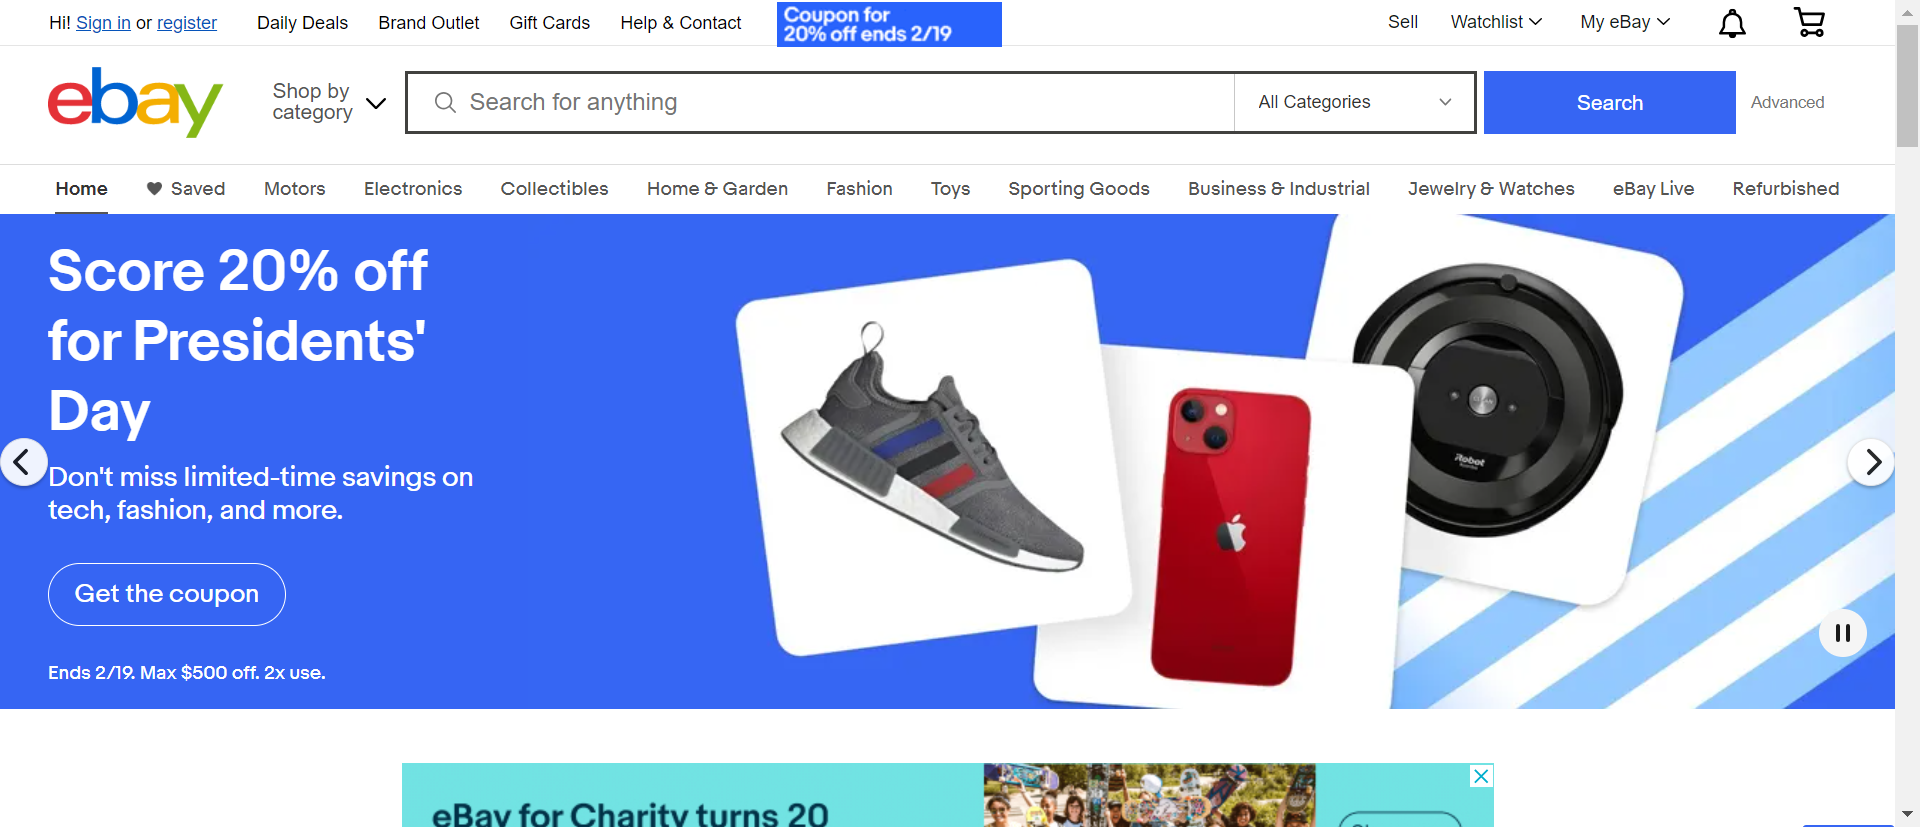 Hi! Sign in or register
Daily Deals
Brand Outlet
Gift Cards
Help & Contact
Coupon for
20% off ends 2/19
Sell
Watchlist
My eBay
ebay
Shop by
category
Search for anything
All Categories
Search
Advanced
Home
Saved
Motors
Electronics
Collectibles
Home & Garden
Fashion
Toys
Sporting Goods
Business & Industrial
Jewelry & Watches
eBay Live
Refurbished
Score 20% off
for Presidents'
Day
Don't miss limited-time savings on
tech, fashion, and more.
Get the coupon
Ends 2/19. Max $500 off. 2x use.
CLEAN
iRobot
eBay for Charity turns 20